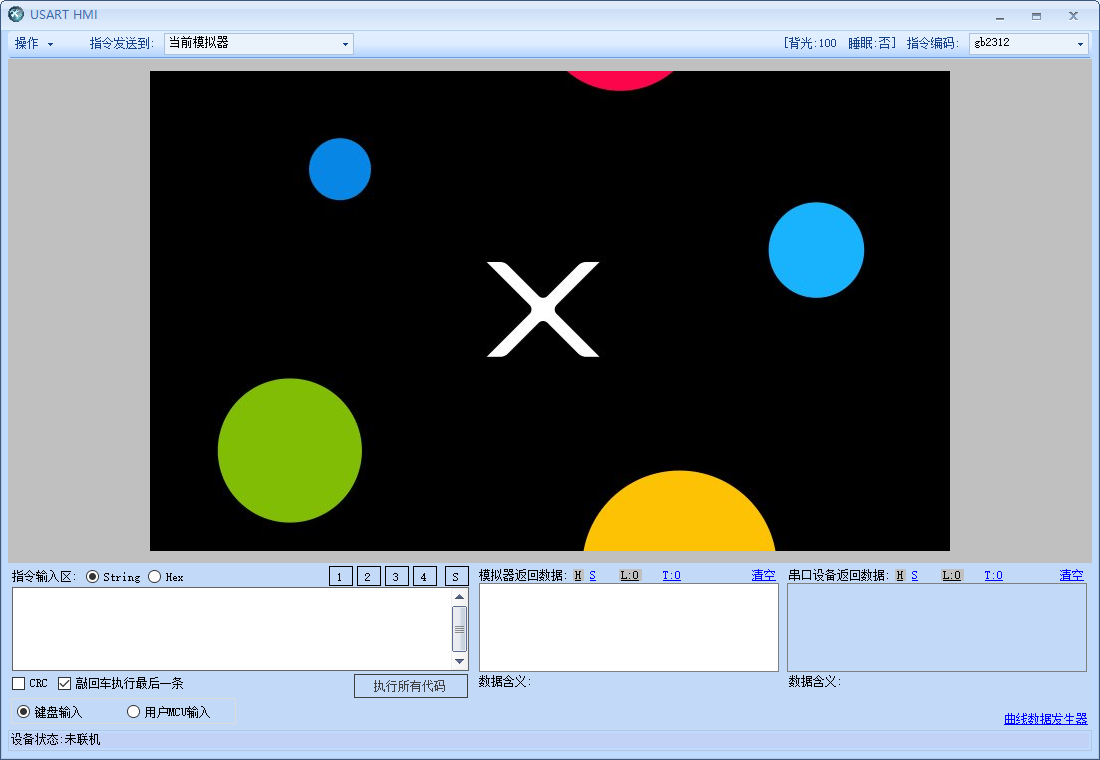 USART HMI
操作 指令发送到: 当前模拟器 [背光:100 睡眠:否] 指令编码: gb2312
指令输入区: String Hex 1 2 3 4 S
模拟器返回数据: H S L:0 T:0 清空
串口设备返回数据: H S L:0 T:0 清空
CRC 敲回车执行最后一条 执行所有代码
数据含义:
数据含义:
键盘输入 用户MCU输入
曲线数据发生器
设备状态:未联机